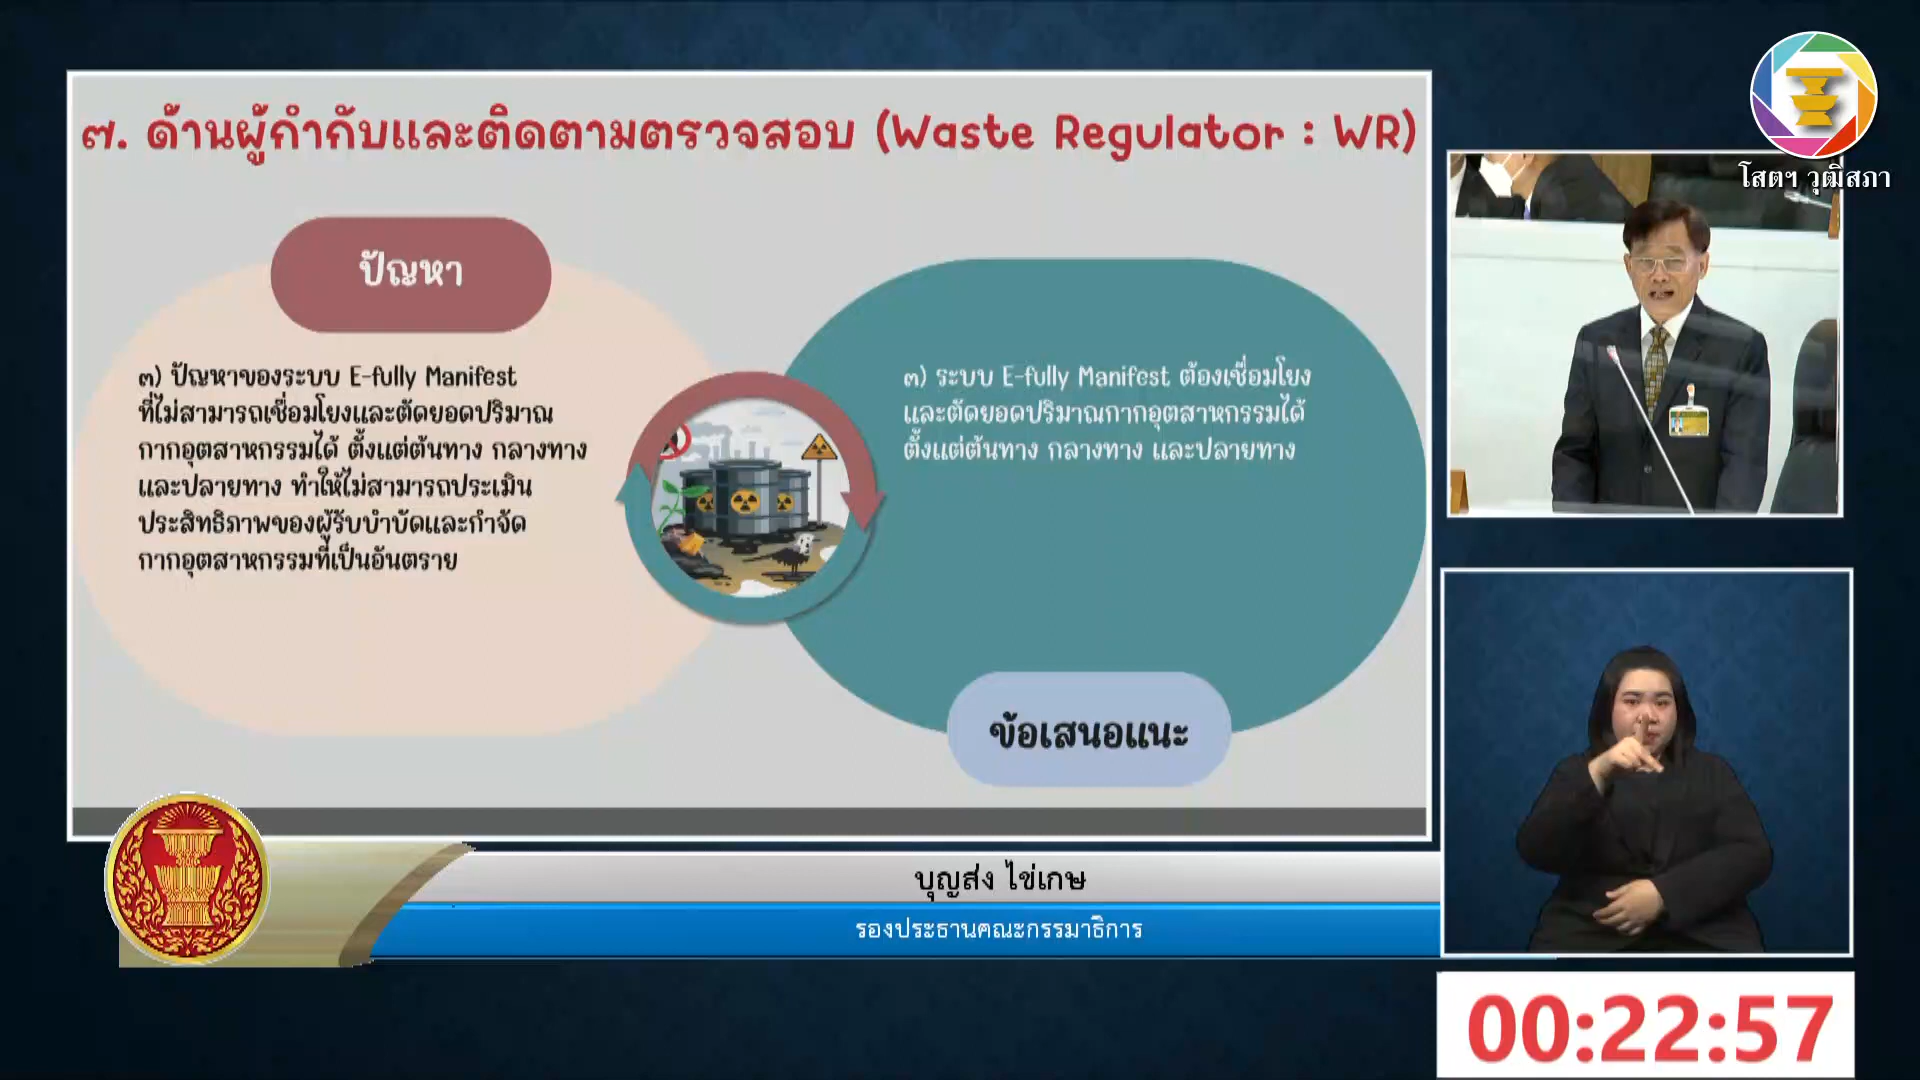 ๗. ด้านผู้กำกับและติดตามตรวจสอบ (Waste Regulator : WR)
ปัญหา
๓) ปัญหาของระบบ E-fully Manifest
ที่ไม่สามารถเชื่อมโยงและตัดยอดปริมาณ
กากอุตสาหกรรมได้ ตั้งแต่ต้นทาง กลางทาง
และปลายทาง ทำให้ไม่สามารถประเมิน
ประสิทธิภาพของผู้รับบำบัดและกำจัด
กากอุตสาหกรรมที่เป็นอันตราย
๓) ระบบ E-fully Manifest ต้องเชื่อมโยง
และตัดยอดปริมาณกากอุตสาหกรรมได้
ตั้งแต่ต้นทาง กลางทาง และปลายทาง
ข้อเสนอแนะ
โสตฯ วุฒิสภา
บุญส่ง ไข่เกษ
รองประธานคณะกรรมาธิการ
00:22:57